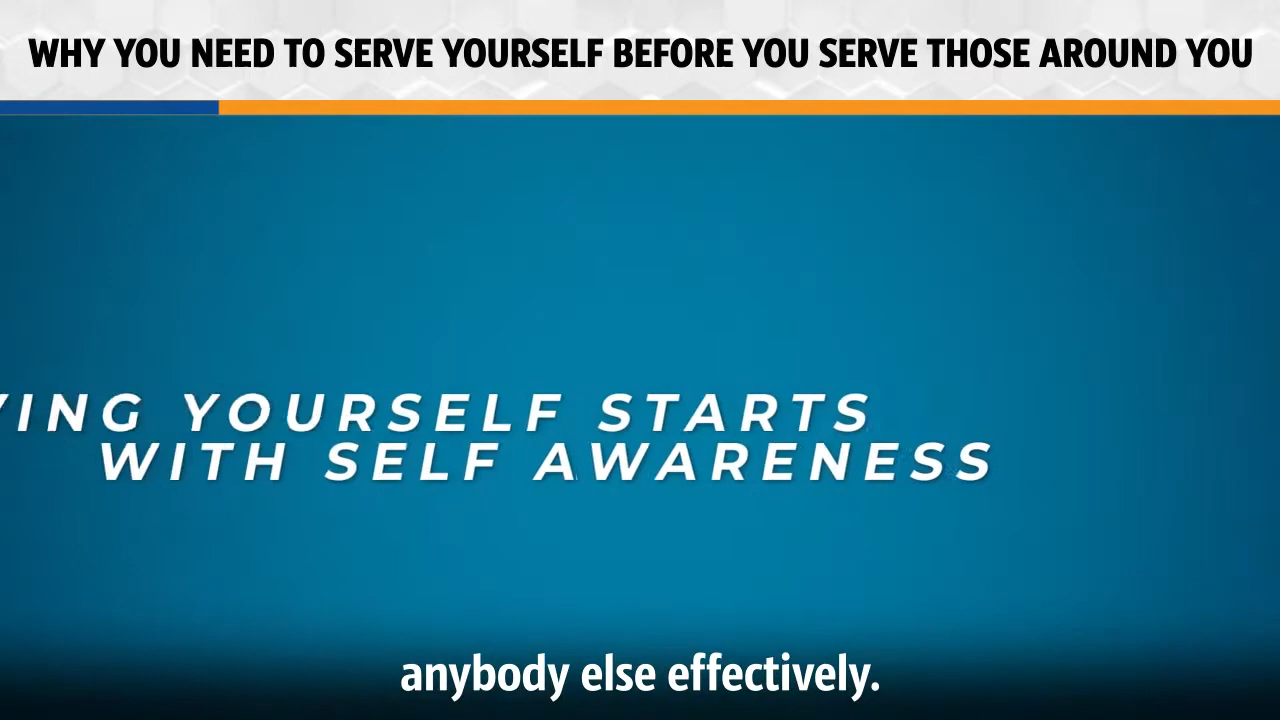 WHY YOU NEED TO SERVE YOURSELF BEFORE YOU SERVE THOSE AROUND YOU
YOURSELF STARTS
WITH SELF AWARENESS
anybody else effectively.